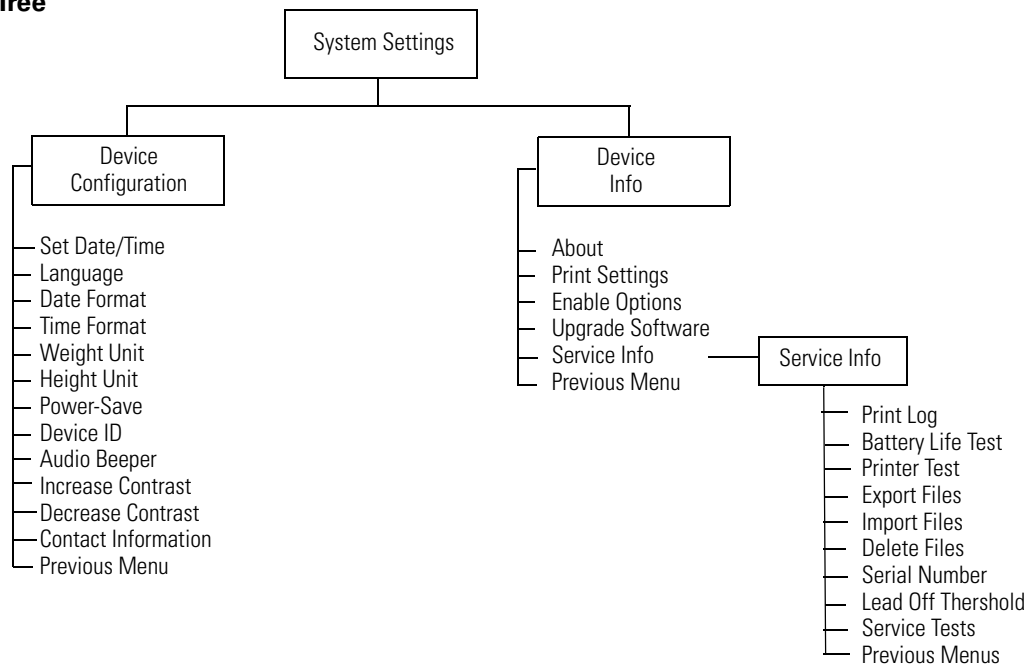 Tree
System Settings
Device
Configuration
Set Date/Time
Language
Date Format
Time Format
Weight Unit
Height Unit
Power-Save
Device ID
Audio Beeper
Increase Contrast
Decrease Contrast
Contact Information
Previous Menu
Device
Info
About
Print Settings
Enable Options
Upgrade Software
Service Info
Previous Menu
Service Info
Print Log
Battery Life Test
Printer Test
Export Files
Import Files
Delete Files
Serial Number
Lead Off Thershold
Service Tests
Previous Menus